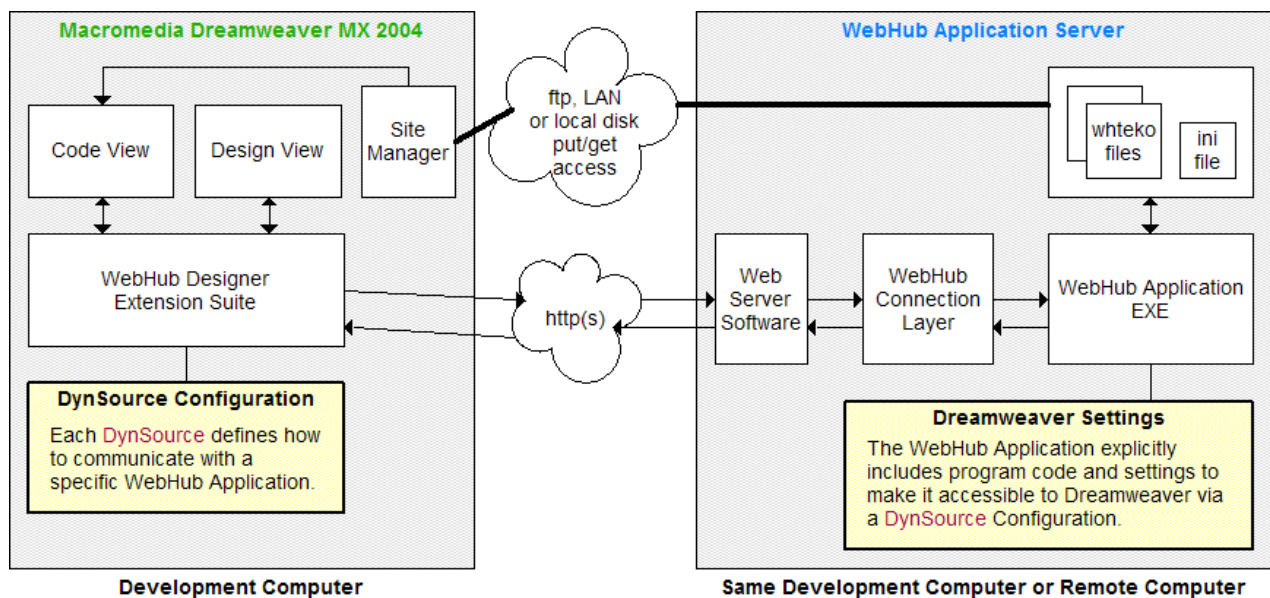 Macromedia Dreamweaver MX 2004
Code View
Design View
Site
Manager
WebHub Designer
Extension Suite
DynSource Configuration
Each DynSource defines how
to communicate with a
specific WebHub Application.
Development Computer
ftp, LAN
or local disk
put/get
access
http(s)
WebHub Application Server
whteko
files
ini
file
Web
Server
Software
WebHub
Connection
Layer
WebHub Application
EXE
Dreamweaver Settings
The WebHub Application explicitly
includes program code and settings to
make it accessible to Dreamweaver via
a DynSource Configuration.
Same Development Computer or Remote Computer